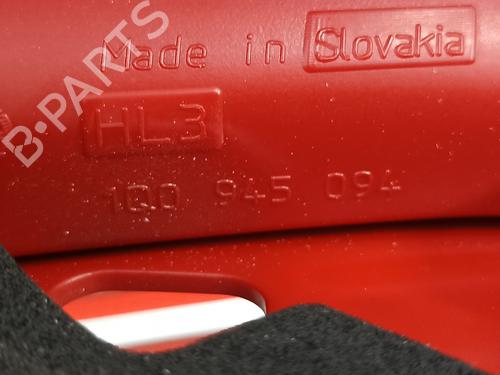 Made in Slovakia
B-PARTS
HL3
1Q0 945 094